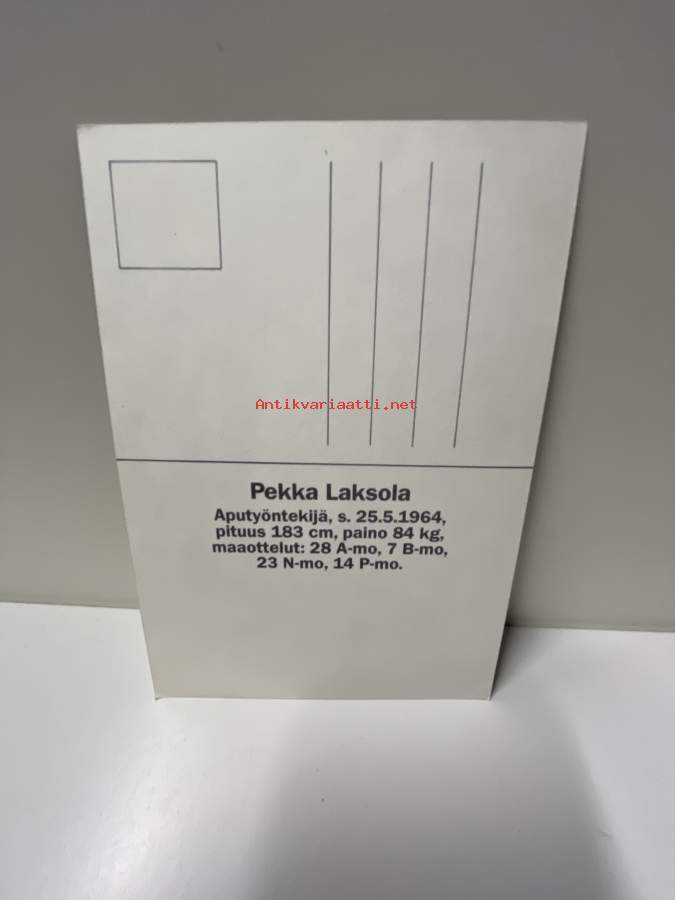 Antikvariaatti.net
Pekka Laksola
Aputyöntekijä, s. 25.5.1964,
pituus 183 cm, paino 84 kg,
maaottelut: 28 A-mo, 7 B-mo,
23 N-mo, 14 P-mo.